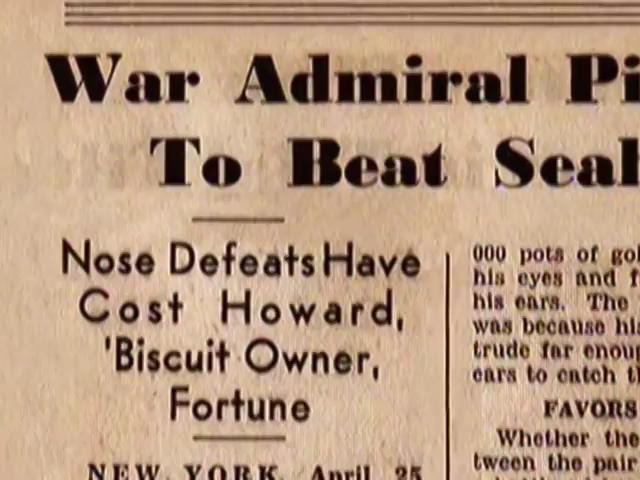 War Admiral Pi
To Beat Seal
Nose Defeats Have
Cost Howard,
'Biscuit Owner,
Fortune
NEW YORK, April 25
000 pots of gol
his eyes and f
his ears. The
was because his
trude far enou
ears to catch t
FAVORS
Whether the
tween the pair